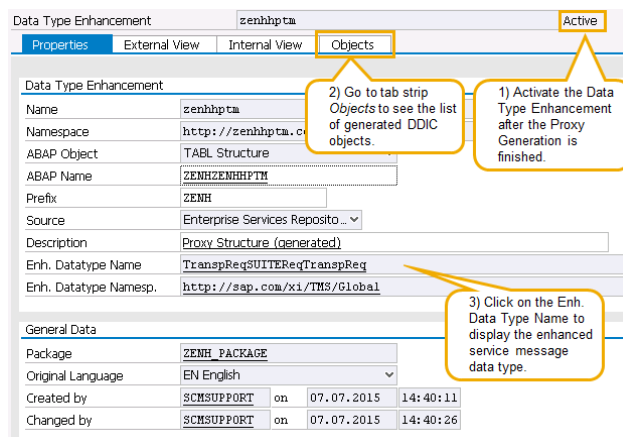 Data Type Enhancement zenhhptm Active
Properties External View Internal View Objects
Data Type Enhancement
Name zenhhptm
Namespace http://zenhhptm.c
ABAP Object TABL Structure
ABAP Name ZENHZENHHPTM
Prefix ZENH
Source Enterprise Services Reposito...
Description Proxy Structure (generated)
Enh. Datatype Name TranspReqSUITEReqTranspReq
Enh. Datatype Namesp. http://sap.com/xi/TMS/Global
2) Go to tab strip
Objects to see the list
of generated DDIC
objects.
1) Activate the Data
Type Enhancement
after the Proxy
Generation is
finished.
3) Click on the Enh.
Data Type Name to
display the enhanced
service message
data type.
General Data
Package ZENH_PACKAGE
Original Language EN English
Created by SCMSUPPORT on 07.07.2015 14:40:11
Changed by SCMSUPPORT on 07.07.2015 14:40:26